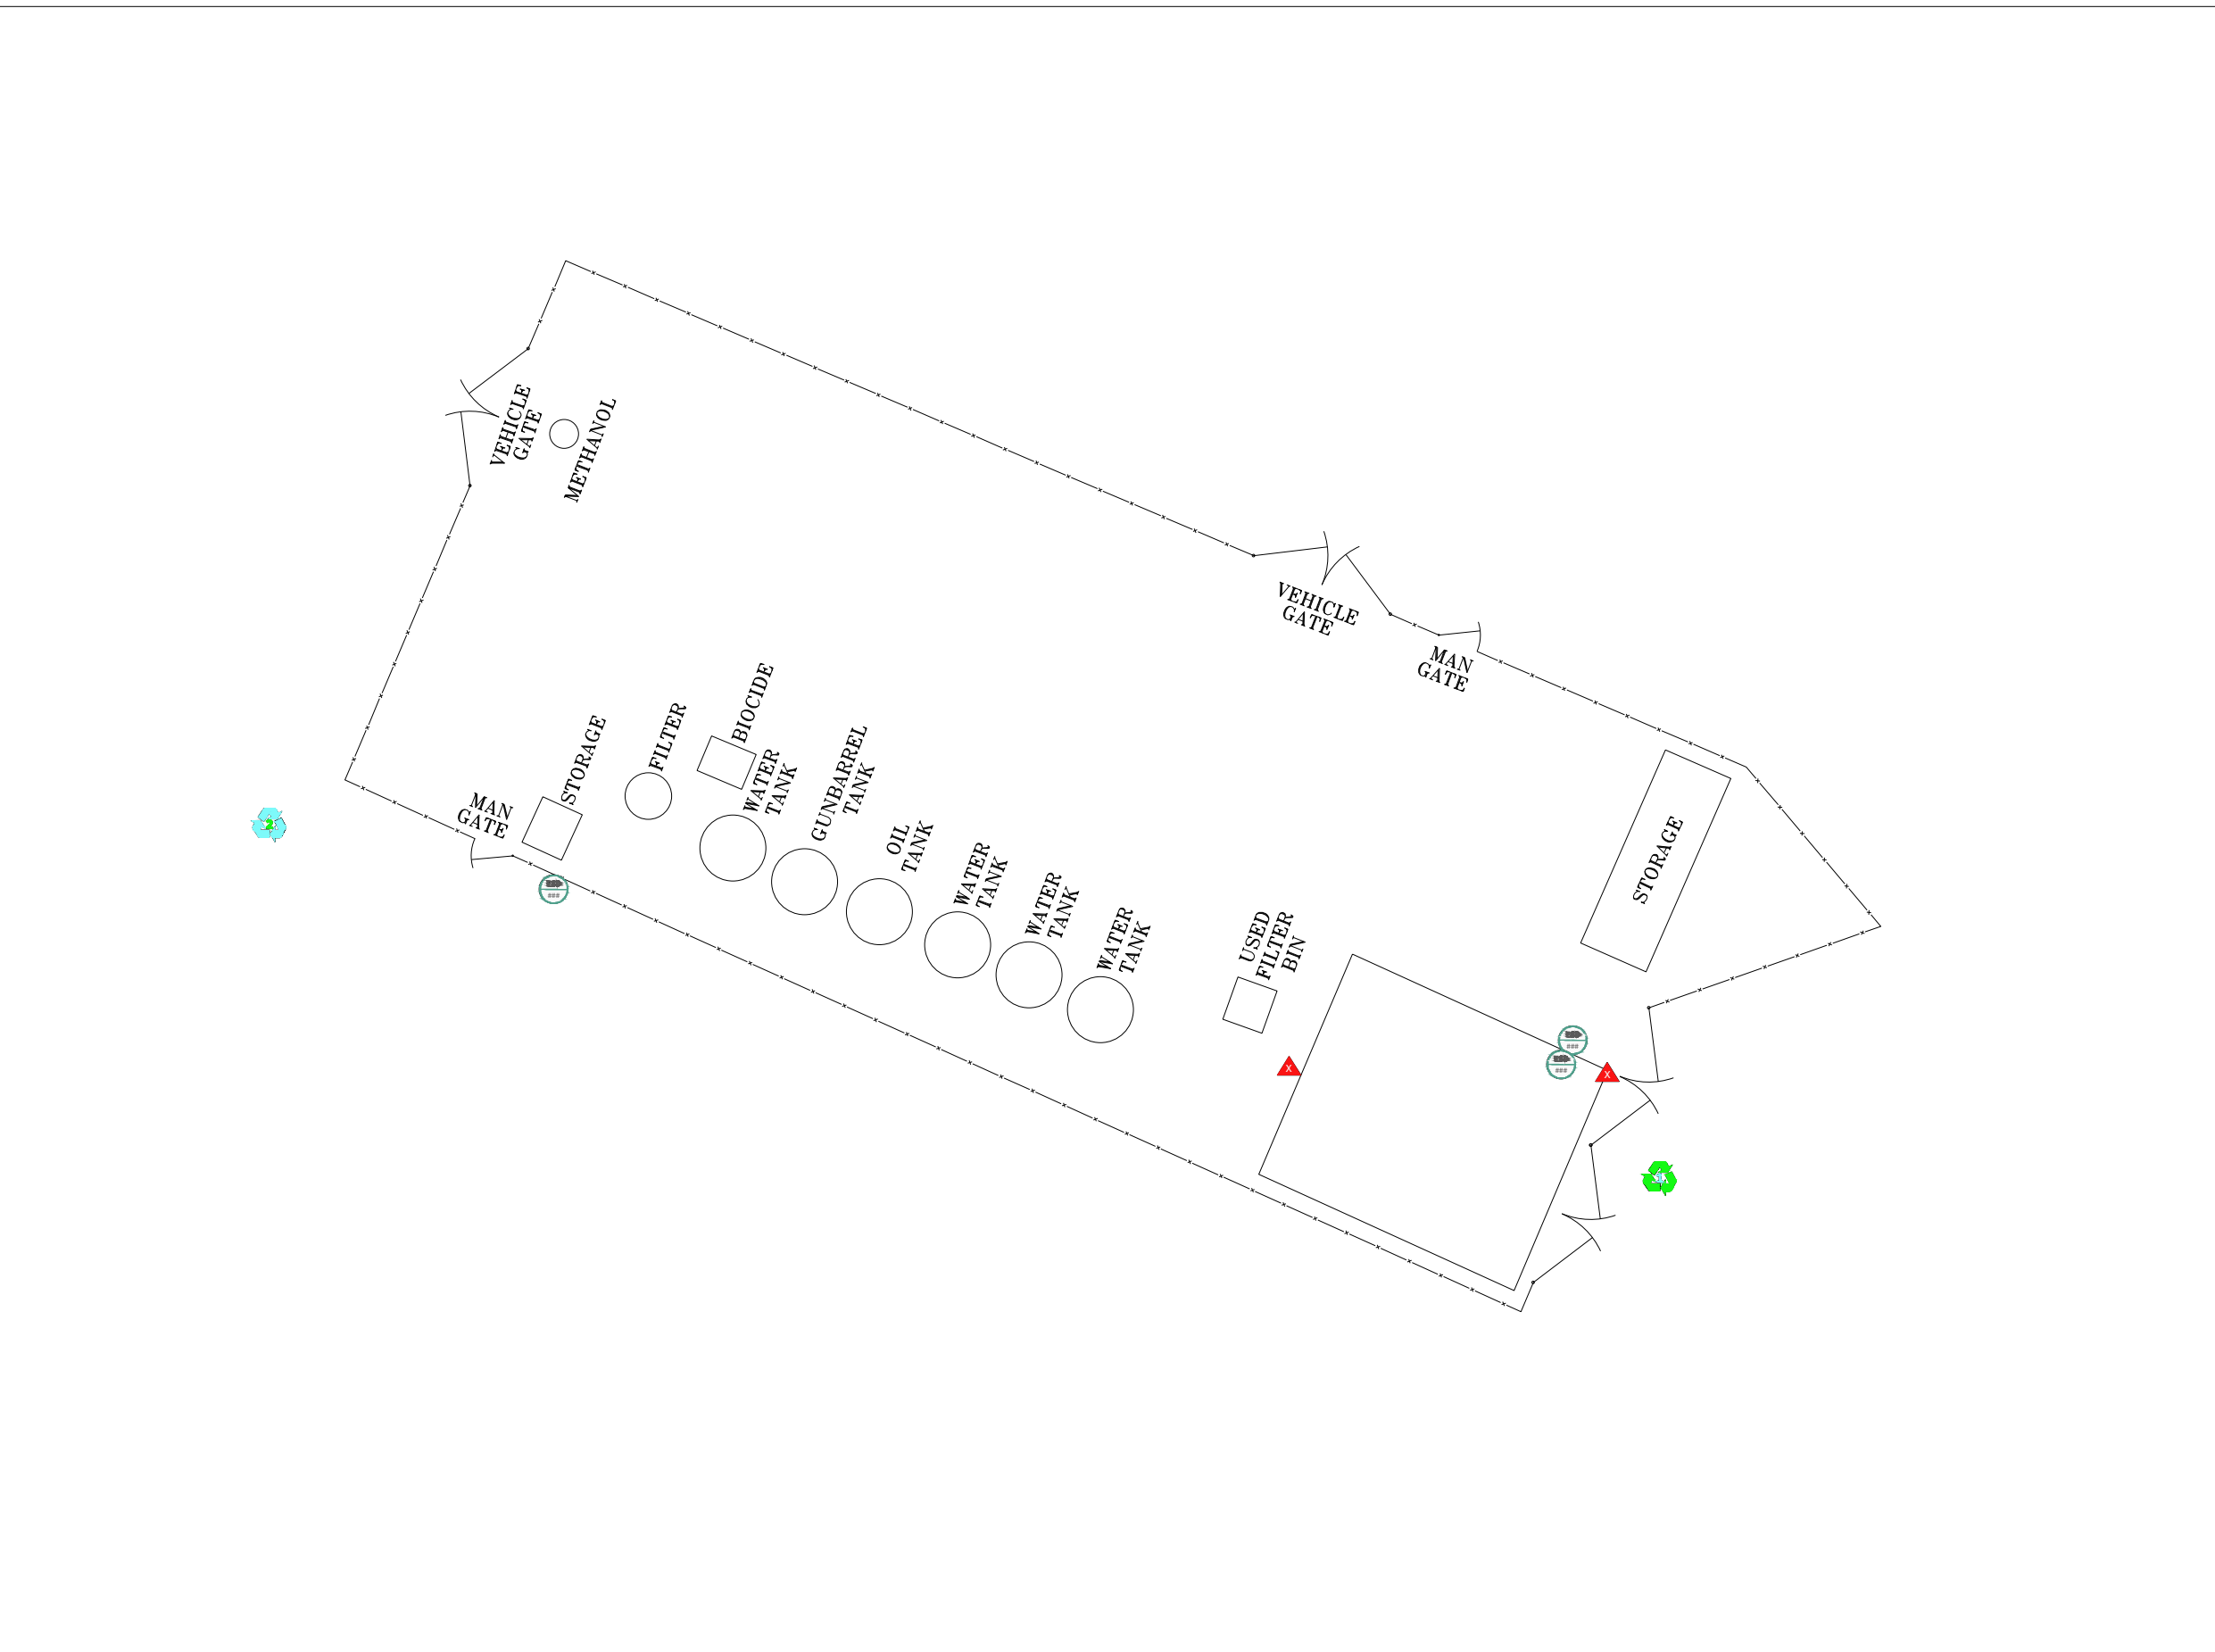 VEHICLE
GATE
METHANOL
VEHICLE
GATE
MAN
GATE
STORAGE
FILTER
BIOCIDE
WATER
TANK
GUNBARREL
TANK
MAN
GATE
OIL
TANK
WATER
TANK
WATER
TANK
WATER
TANK
USED
FILTER
BIN
STORAGE
2
###
###
###
X
X